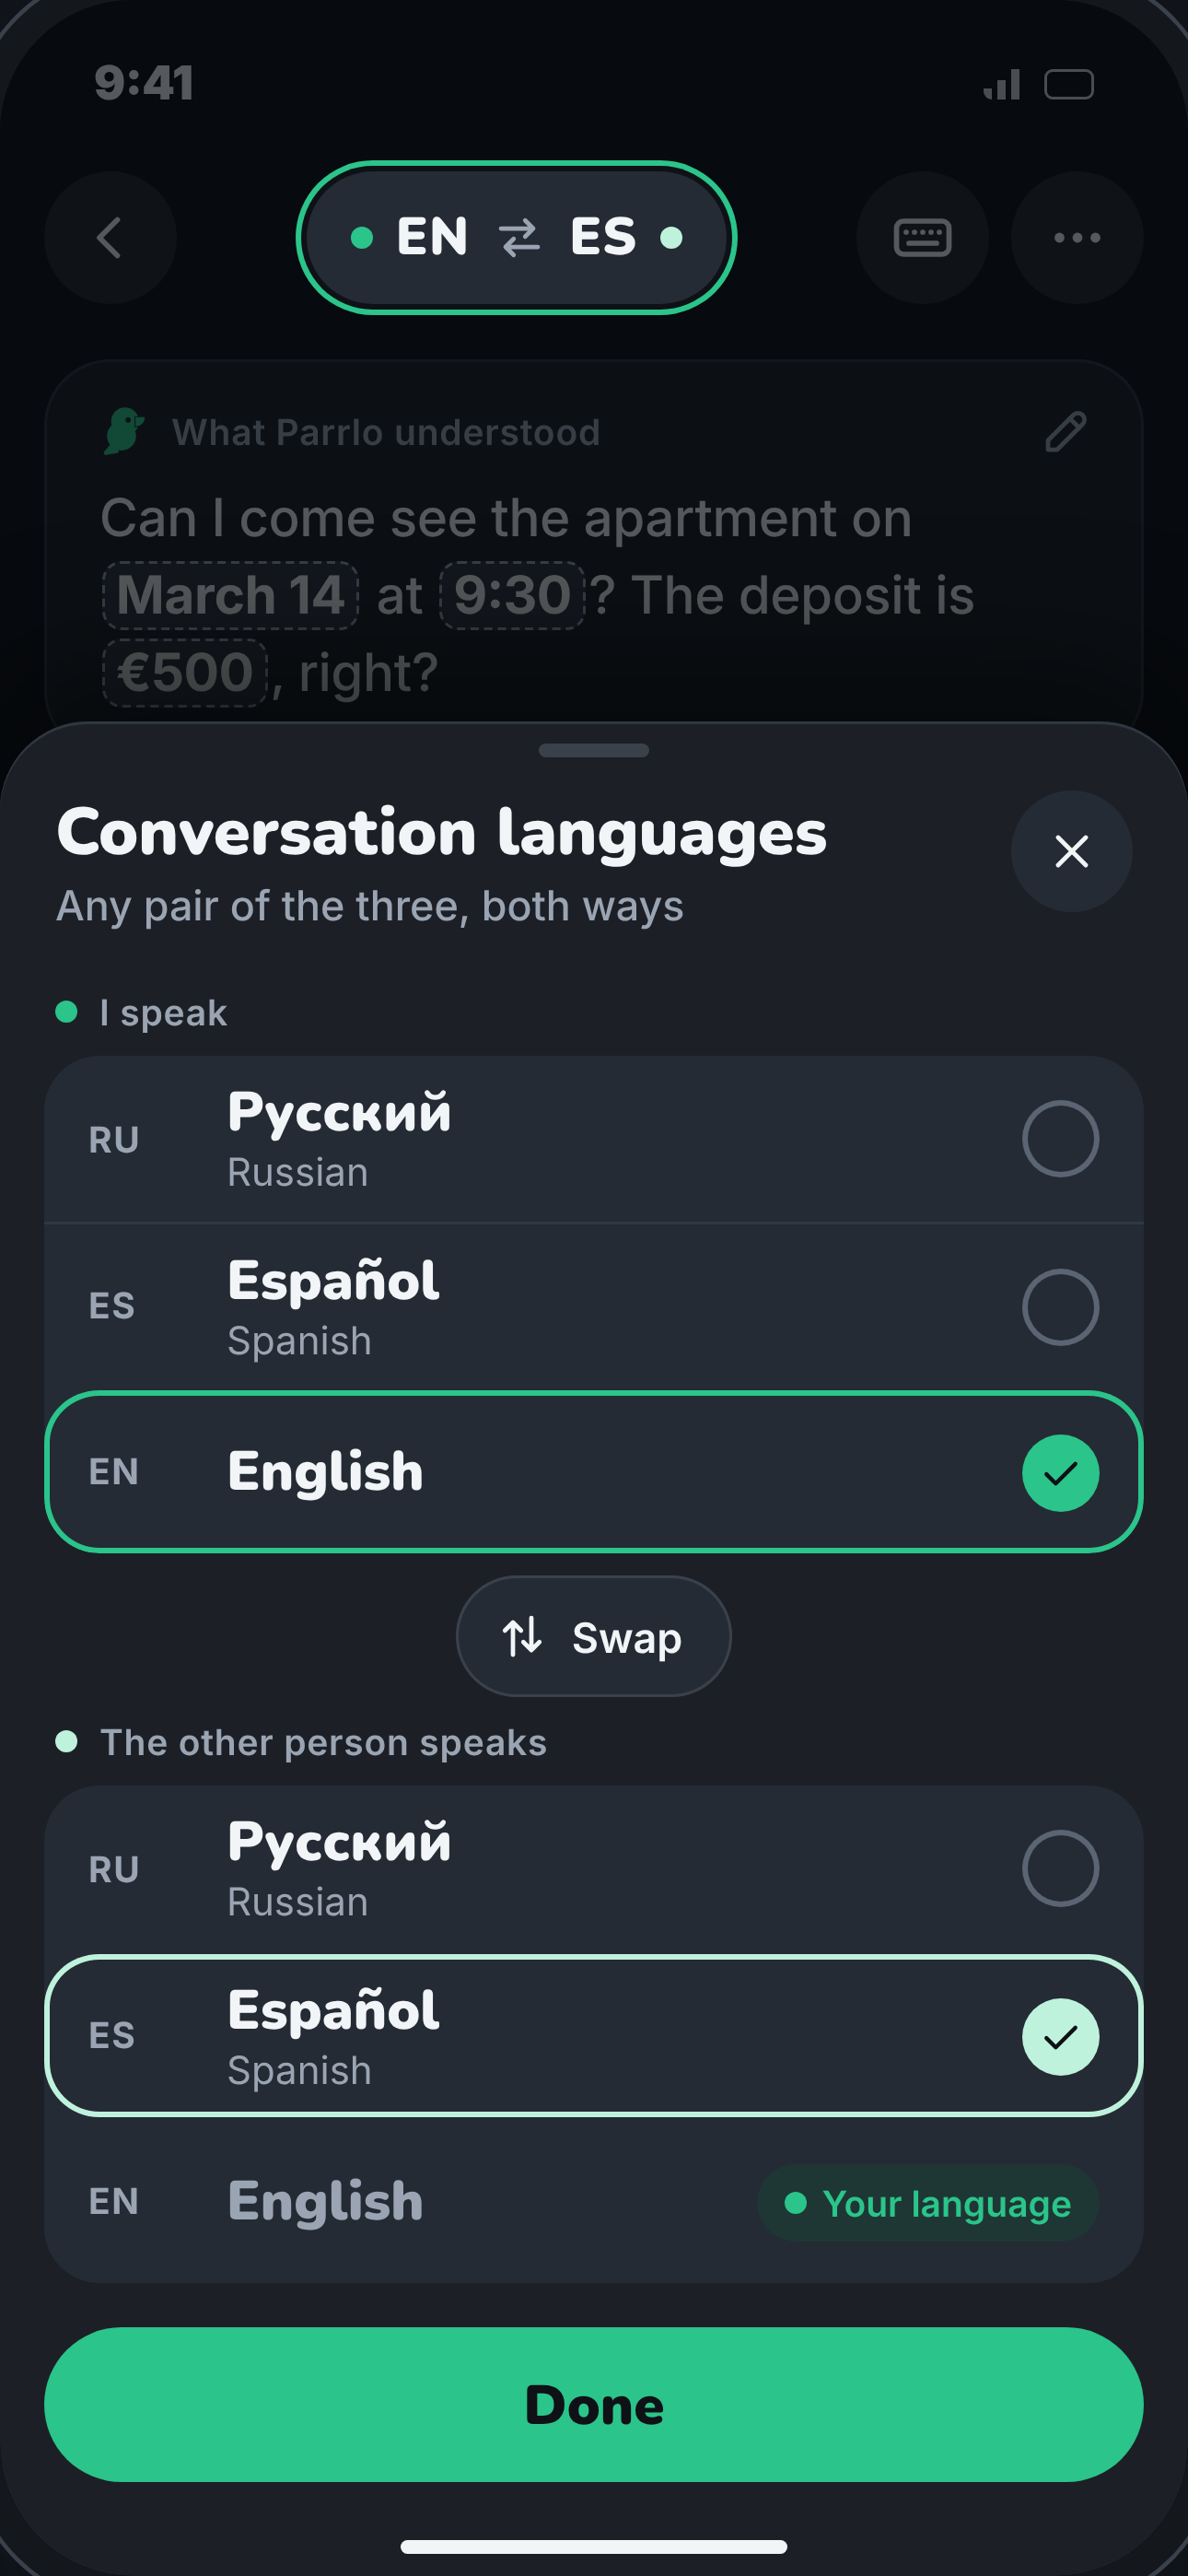 9:41
EN ⇄ ES
What Parrlo understood
Can I come see the apartment on
March 14 at 9:30? The deposit is
€500, right?
Conversation languages
Any pair of the three, both ways
I speak
RU
Русский
Russian
ES
Español
Spanish
EN
English
Swap
The other person speaks
RU
Русский
Russian
ES
Español
Spanish
EN
English
Your language
Done